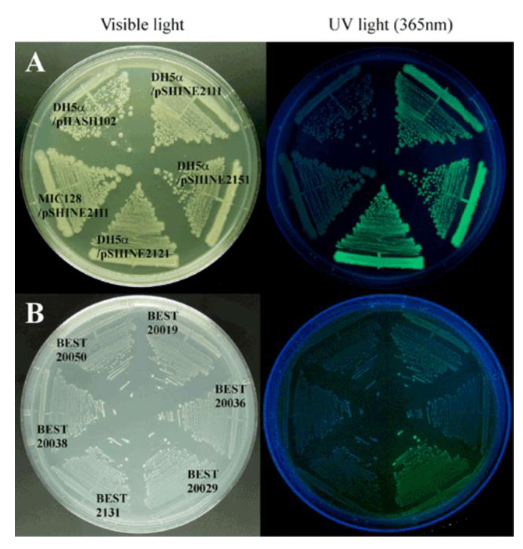 Visible light
UV light (365nm)
A
DH5α
/pHASH102
DH5α
/pSHINE2111
DH5α
/pSHINE2151
MIC128
/pSHINE2111
DH5α
/pSHINE2121
B
BEST
20050
BEST
20019
BEST
20036
BEST
20038
BEST
20029
BEST
2131